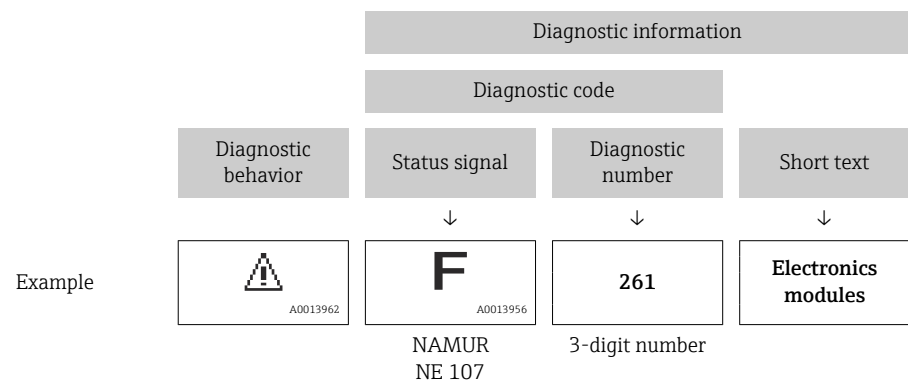 Diagnostic information
Diagnostic code
Diagnostic
behavior
Status signal
Diagnostic
number
Short text
↓ ↓ ↓
Example
A0013962
F
A0013956
261
Electronics
modules
NAMUR
NE 107
3-digit number